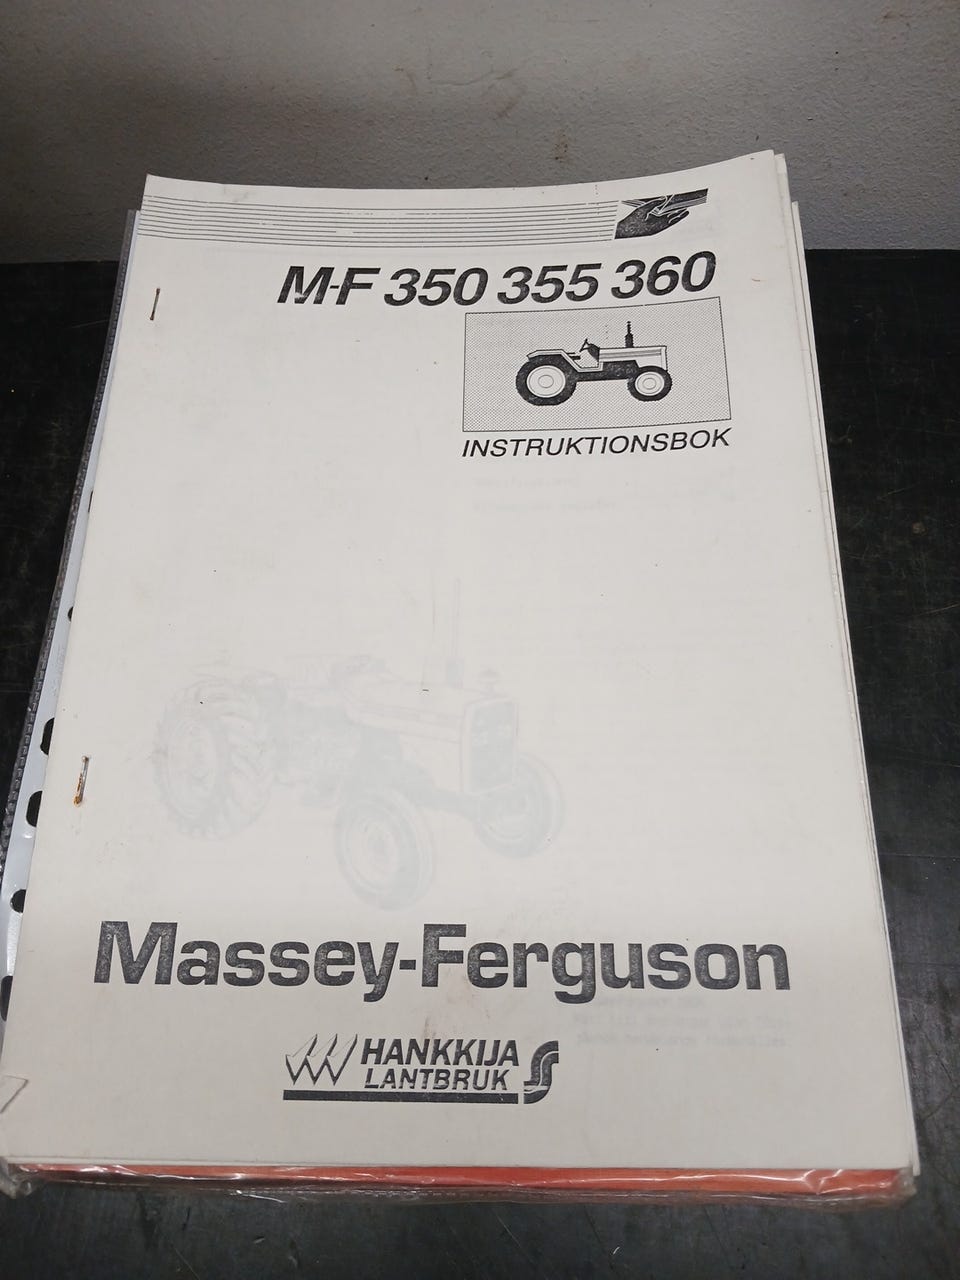 M-F 350 355 360
INSTRUKTIONSBOK
Massey-Ferguson
HANKKIJA
LANTBRUK